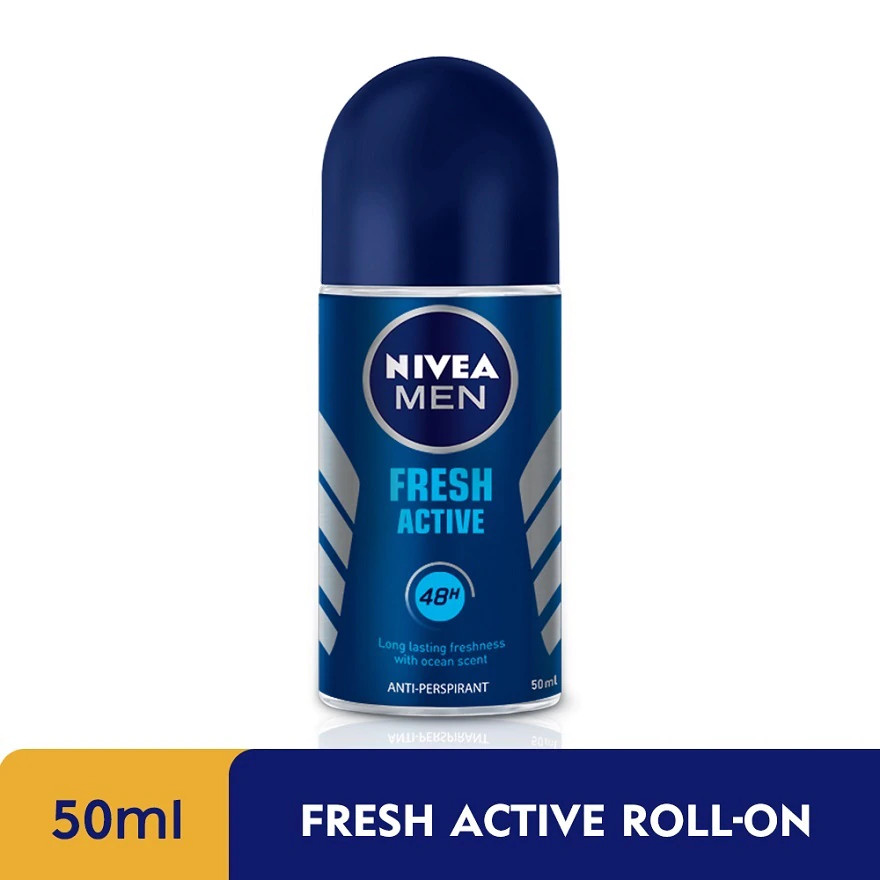 NIVEA
MEN
FRESH
ACTIVE
48H
Long lasting freshness
with ocean scent
ANTI-PERSPIRANT
50 ml
50ml
FRESH ACTIVE ROLL-ON